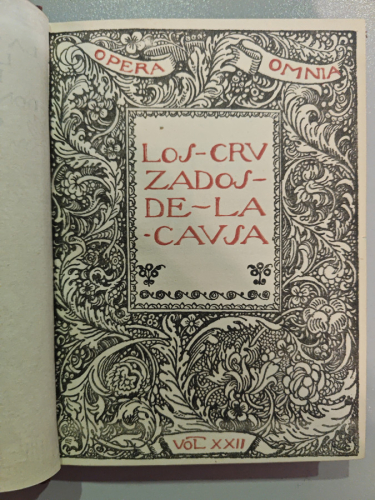 OPERA OMNIA
LOS-CRV
ZADOS-
DE-LA
-CAVSA
VOL XXII